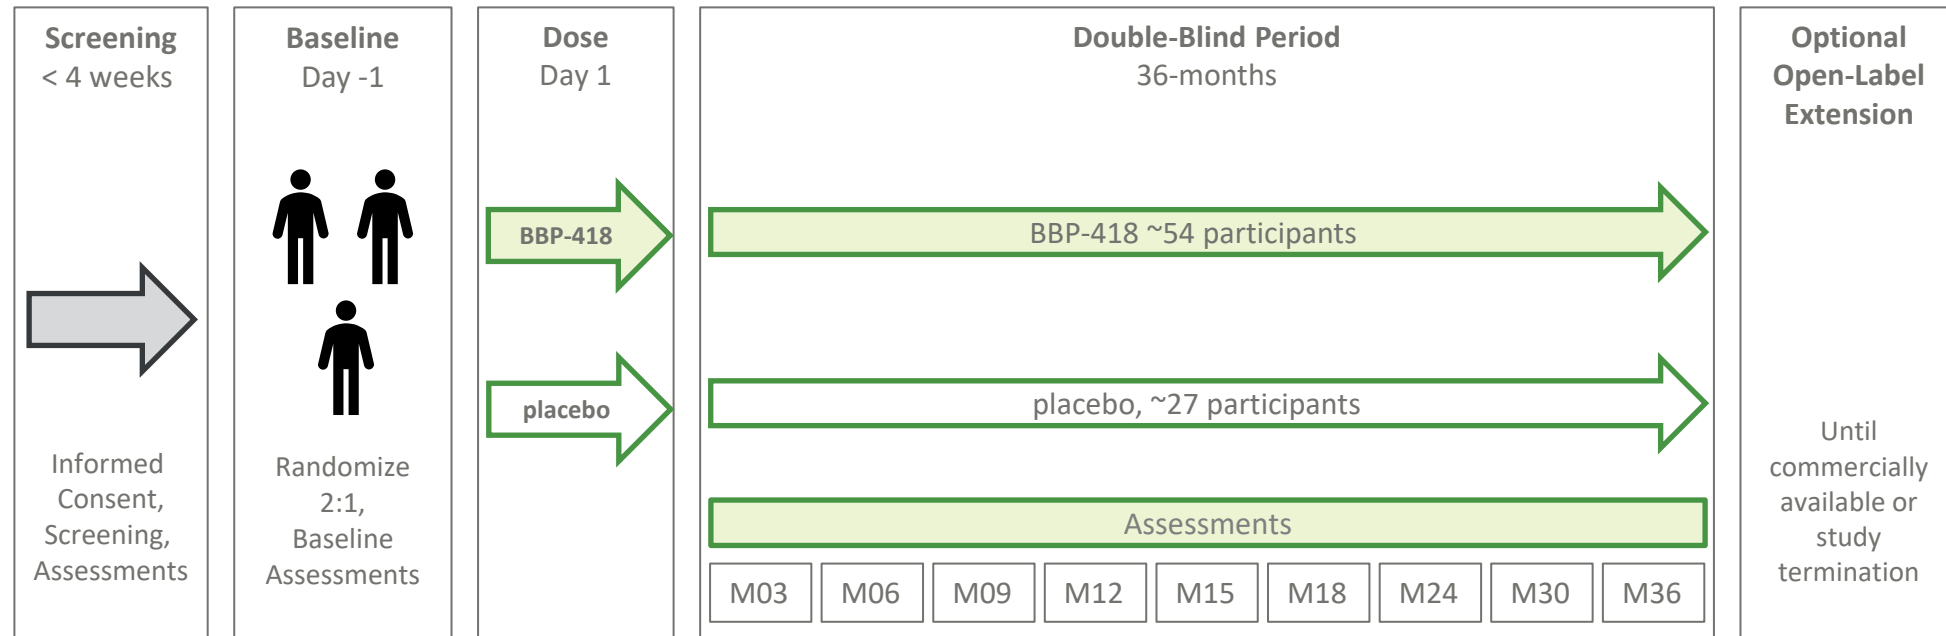 Screening
< 4 weeks
Informed
Consent,
Screening,
Assessments
Baseline
Day -1
Randomize
2:1,
Baseline
Assessments
Dose
Day 1
BBP-418
placebo
Double-Blind Period
36-months
BBP-418 ~54 participants
placebo, ~27 participants
Assessments
M03 M06 M09 M12 M15 M18 M24 M30 M36
Optional
Open-Label
Extension
Until
commercially
available or
study
termination